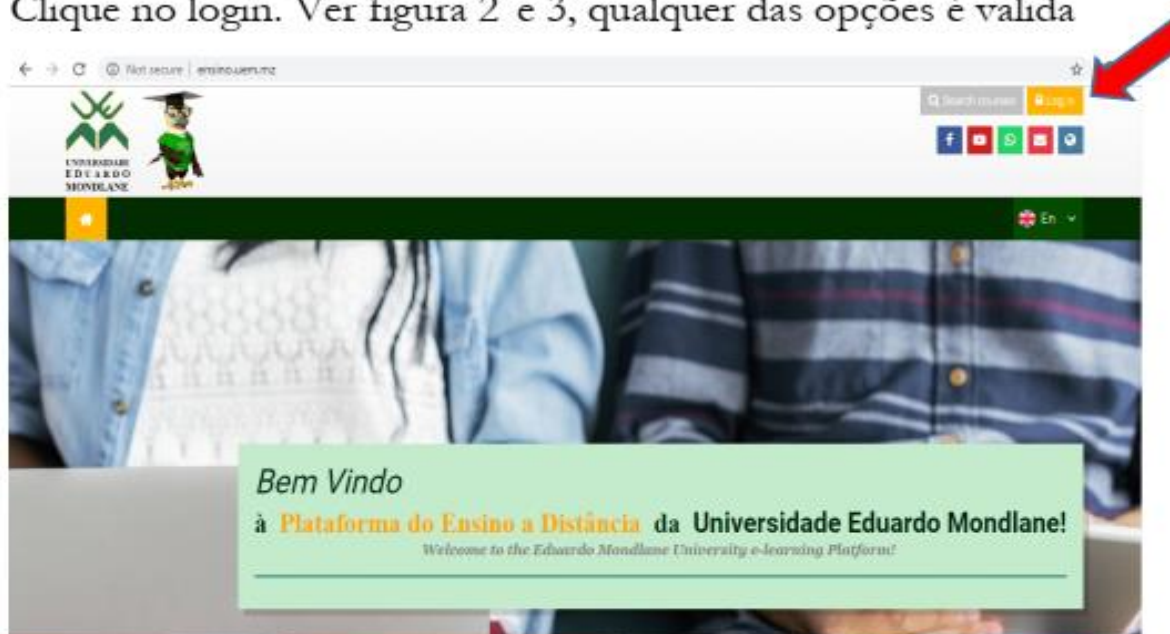 Clique no login. Ver figura 2 e 3, qualquer das opções é válida
Not secure | ensino.uem.mz
Search courses Log in
UNIVERSIDADE
EDUARDO
MONDLANE
En
Bem Vindo
à Plataforma do Ensino a Distância da Universidade Eduardo Mondlane!
Welcome to the Eduardo Mondlane University e-learning Platform!